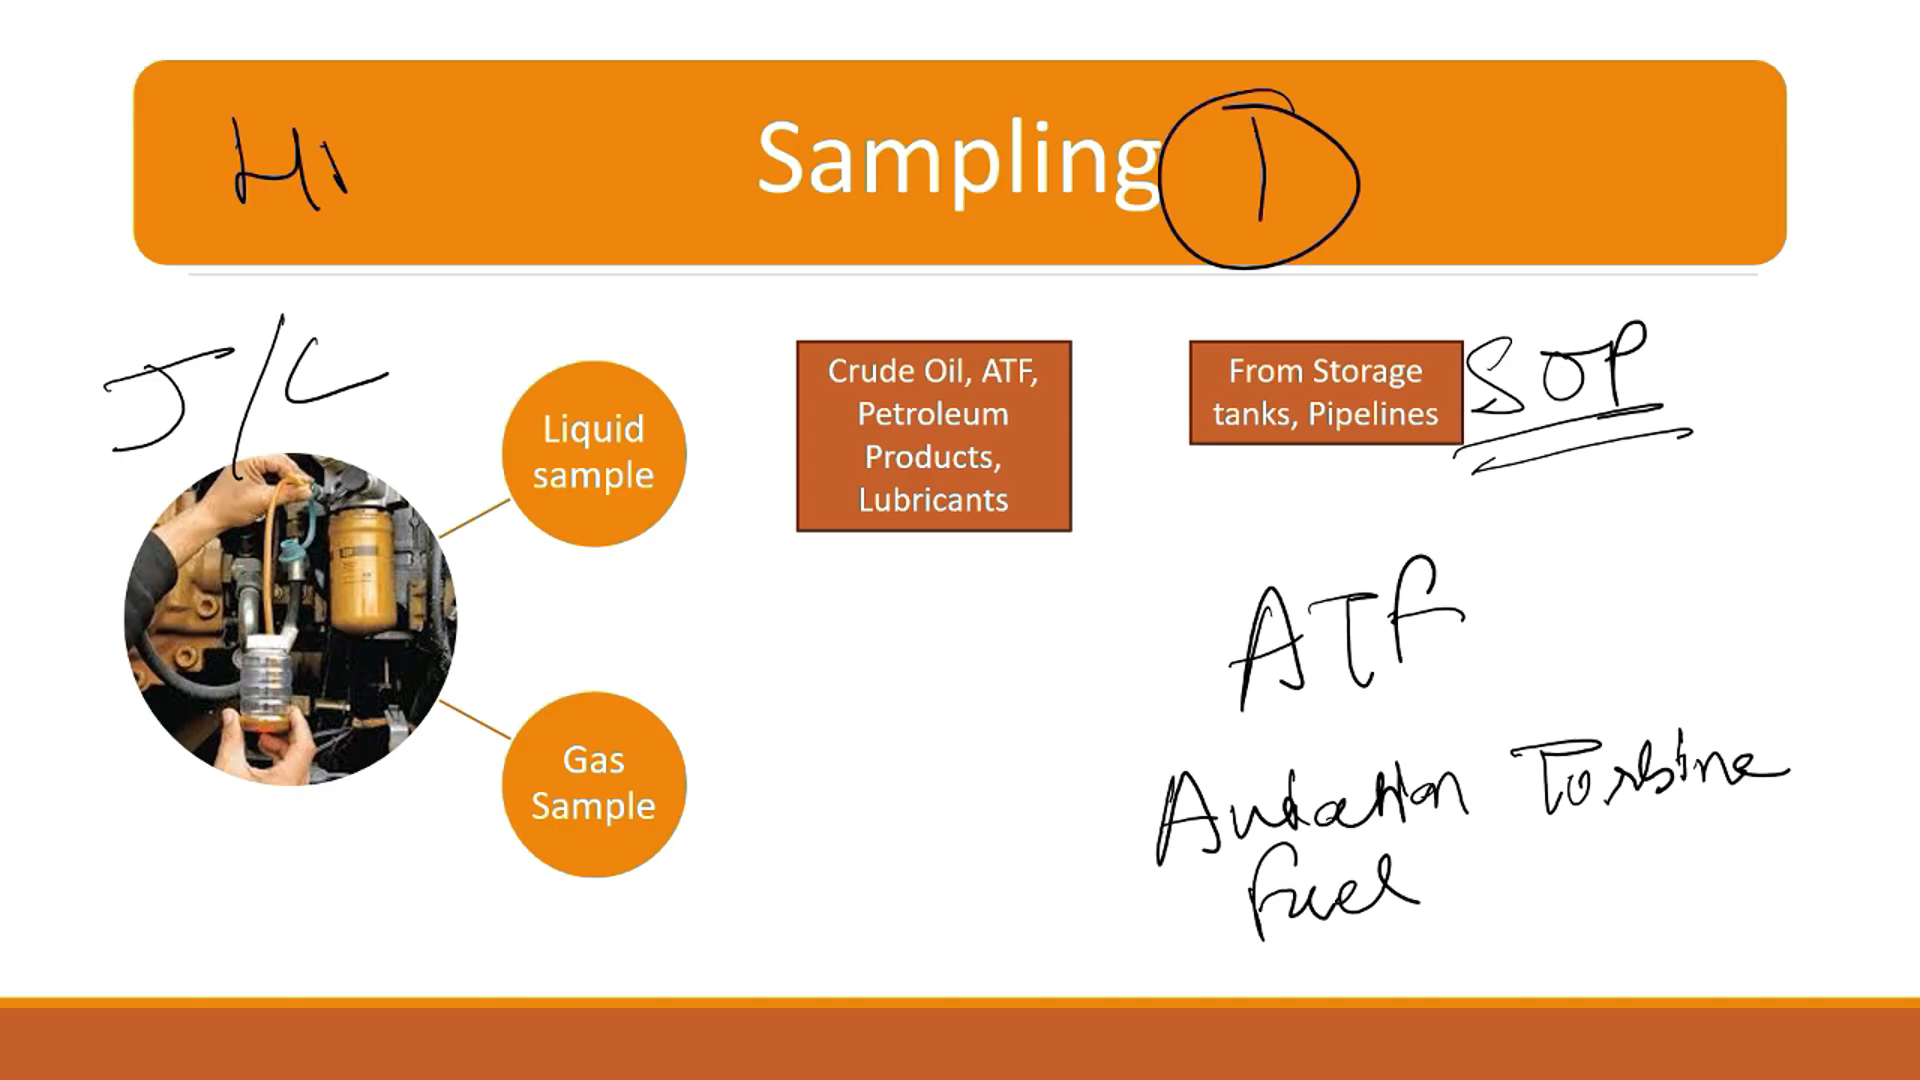 Sampling
Hi
1
J/C
Liquid
sample
Crude Oil, ATF,
Petroleum
Products,
Lubricants
From Storage
tanks, Pipelines
SOP
Gas
Sample
ATF
Aviation Turbine
Fuel